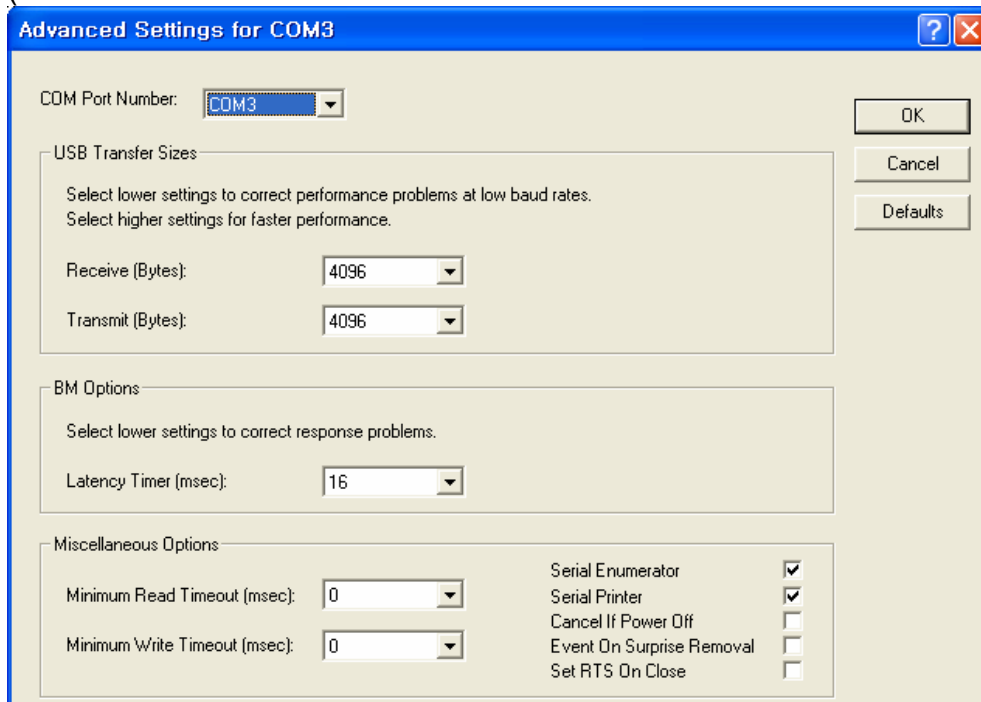 Advanced Settings for COM3
COM Port Number: COM3
OK
Cancel
Defaults
USB Transfer Sizes
Select lower settings to correct performance problems at low baud rates.
Select higher settings for faster performance.
Receive (Bytes): 4096
Transmit (Bytes): 4096
BM Options
Select lower settings to correct response problems.
Latency Timer (msec): 16
Miscellaneous Options
Minimum Read Timeout (msec): 0
Minimum Write Timeout (msec): 0
Serial Enumerator
Serial Printer
Cancel If Power Off
Event On Surprise Removal
Set RTS On Close